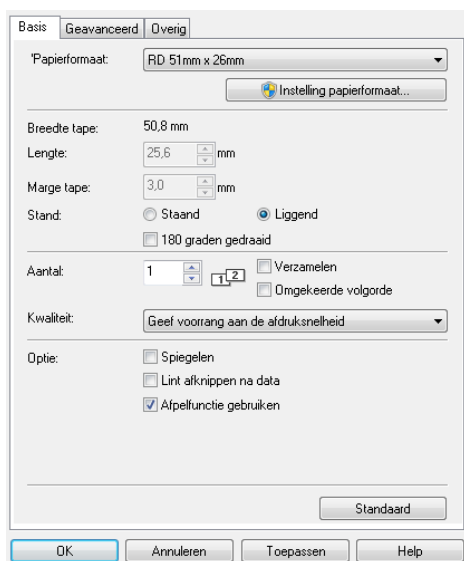 Basis Geavanceerd Overig
'Papierformaat: RD 51mm x 26mm
Instelling papierformaat...
Breedte tape: 50,8 mm
Lengte: 25,6 mm
Marge tape: 3,0 mm
Stand: Staand Liggend
180 graden gedraaid
Aantal: 1 1 2 Verzamelen
Omgekeerde volgorde
Kwaliteit: Geef voorrang aan de afdruksnelheid
Optie: Spiegelen
Lint afknippen na data
Afpelfunctie gebruiken
Standaard
OK Annuleren Toepassen Help